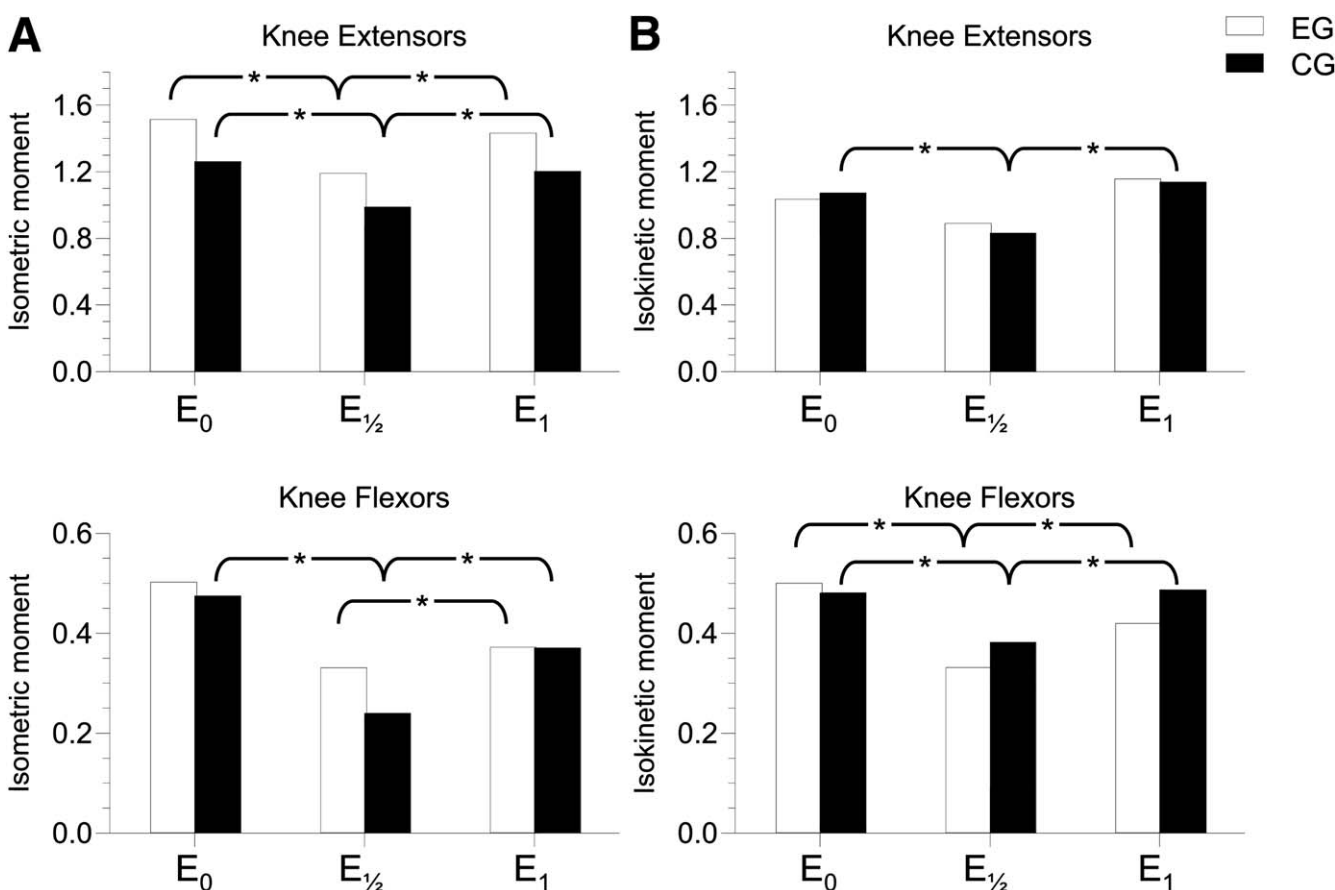 A
Knee Extensors
Isometric moment
1.6
1.2
0.8
0.4
0.0
* *
* *
E₀ E½ E₁
B
Knee Extensors
EG
CG
Isokinetic moment
1.6
1.2
0.8
0.4
0.0
* *
E₀ E½ E₁
Knee Flexors
Isometric moment
0.6
0.4
0.2
0.0
* *
*
E₀ E½ E₁
Knee Flexors
Isokinetic moment
0.6
0.4
0.2
0.0
* *
* *
E₀ E½ E₁